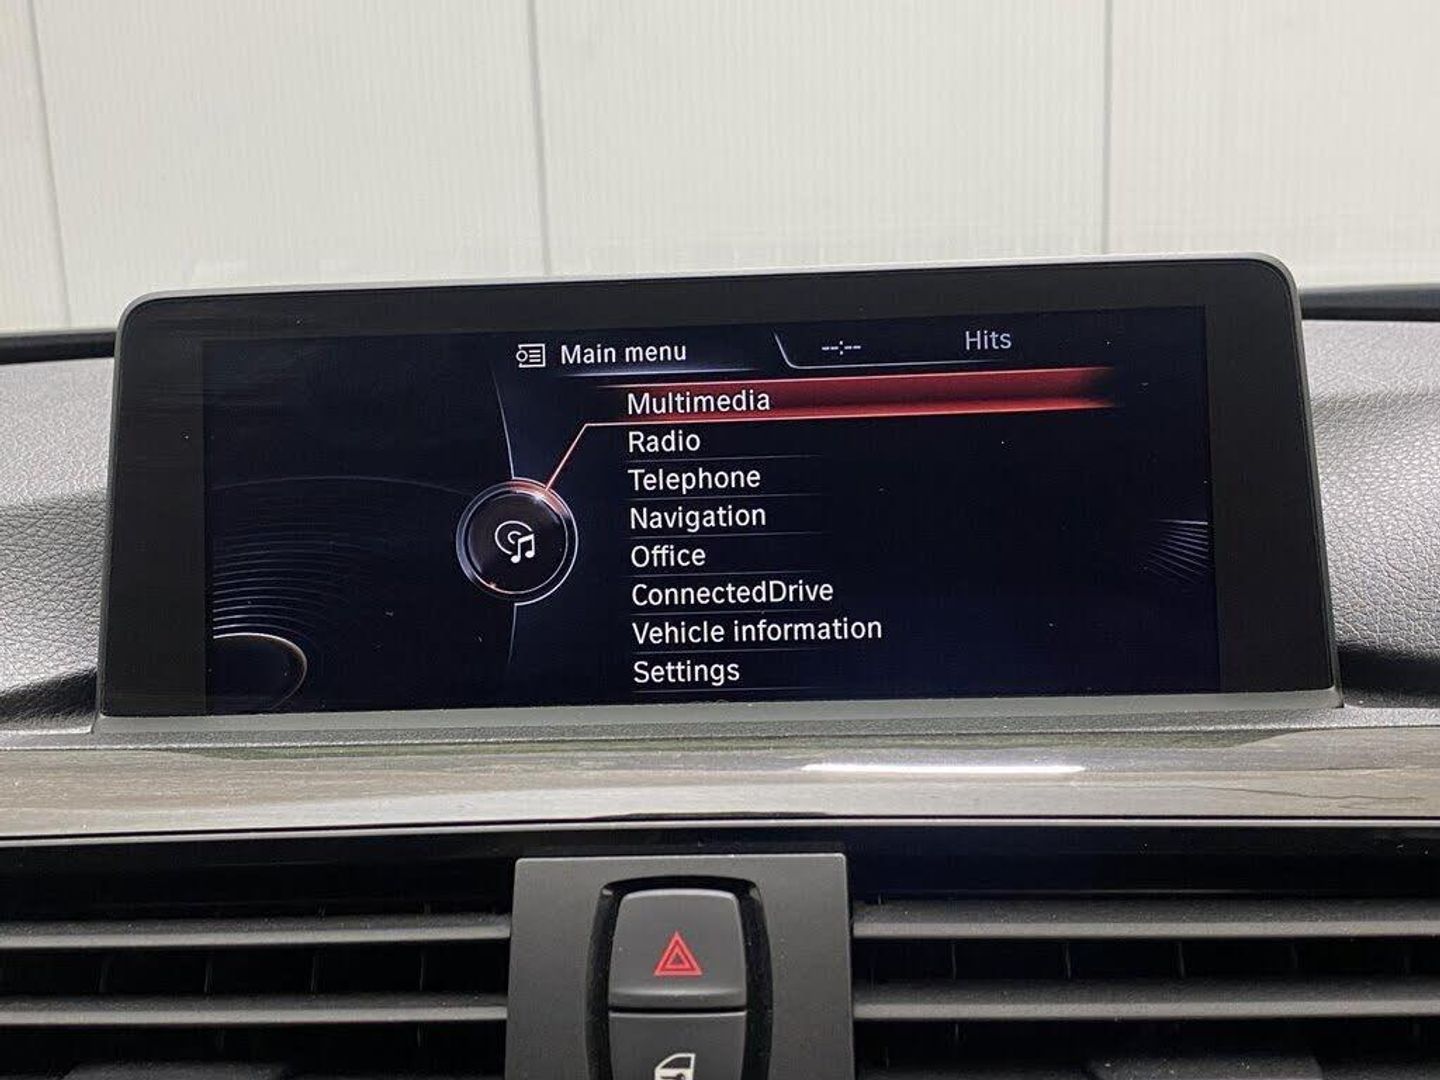 Main menu --:-- Hits
Multimedia
Radio
Telephone
Navigation
Office
ConnectedDrive
Vehicle information
Settings